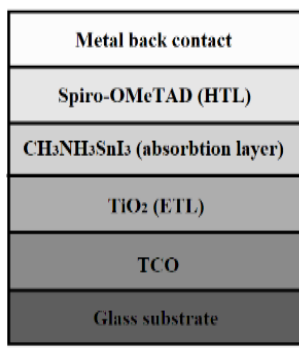 Metal back contact
Spiro-OMeTAD (HTL)
CH₃NH₃SnI₃ (absorbtion layer)
TiO₂ (ETL)
TCO
Glass substrate